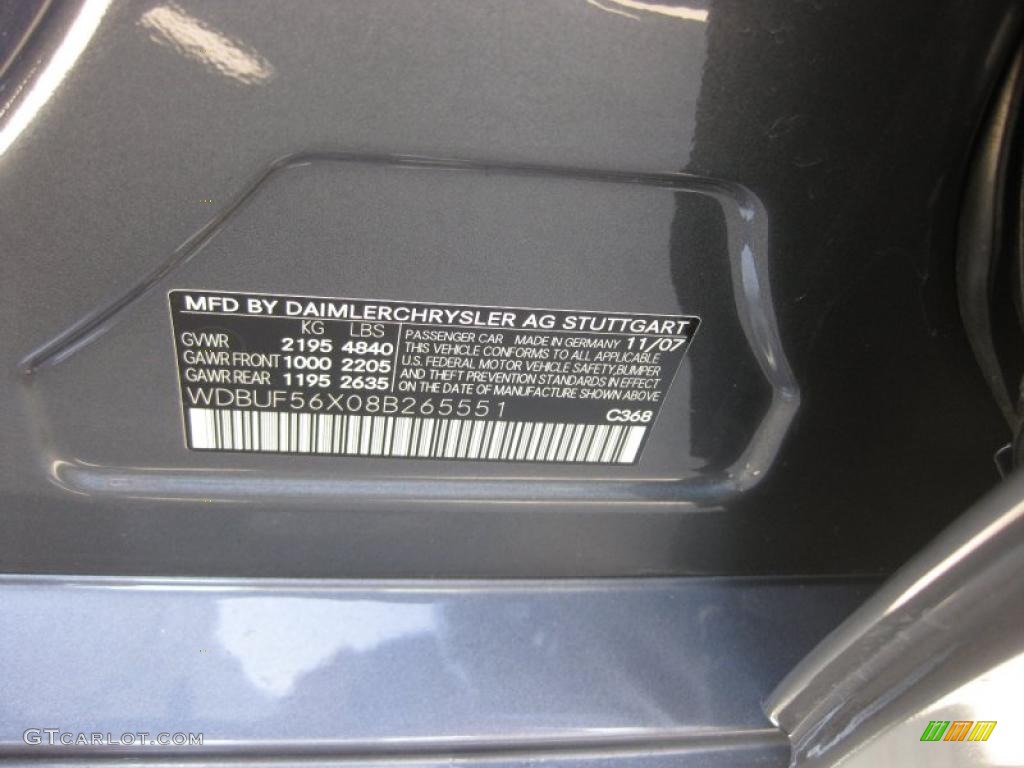 MFD BY DAIMLERCHRYSLER AG STUTTGART
KG LBS
GVWR 2195 4840
GAWR FRONT 1000 2205
GAWR REAR 1195 2635
PASSENGER CAR MADE IN GERMANY 11/07
THIS VEHICLE CONFORMS TO ALL APPLICABLE
U.S. FEDERAL MOTOR VEHICLE SAFETY,BUMPER
AND THEFT PREVENTION STANDARDS IN EFFECT
ON THE DATE OF MANUFACTURE SHOWN ABOVE
WDBUF56X08B265551
C368
GTCARLOT.COM